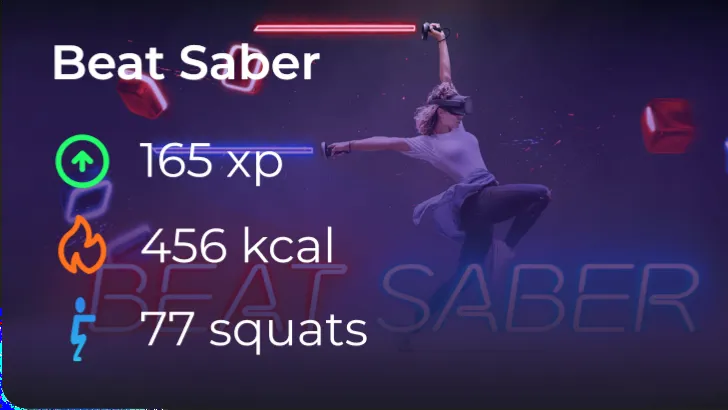 Beat Saber
165 xp
456 kcal
77 squats
BEAT SABER